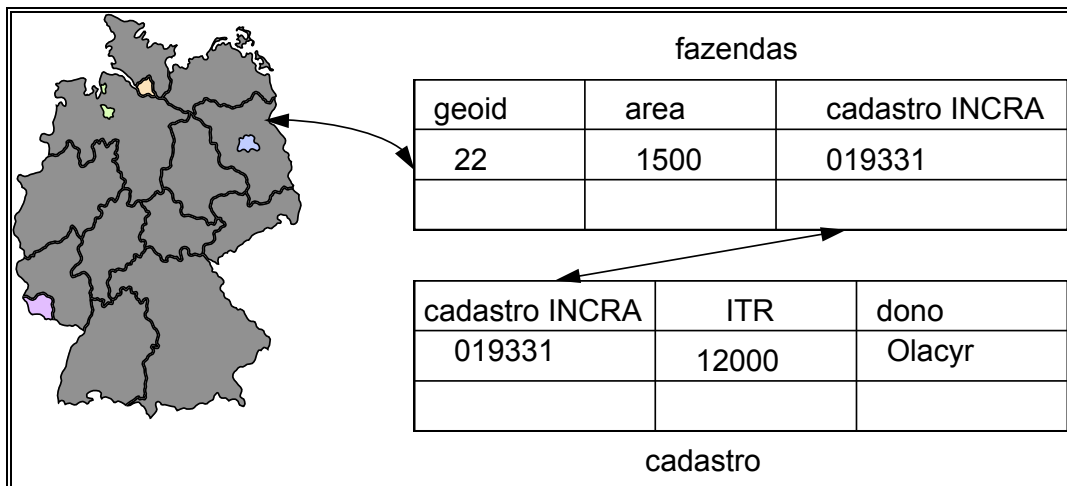 fazendas
geoid area cadastro INCRA
22 1500 019331
cadastro INCRA ITR dono
019331 12000 Olacyr
cadastro